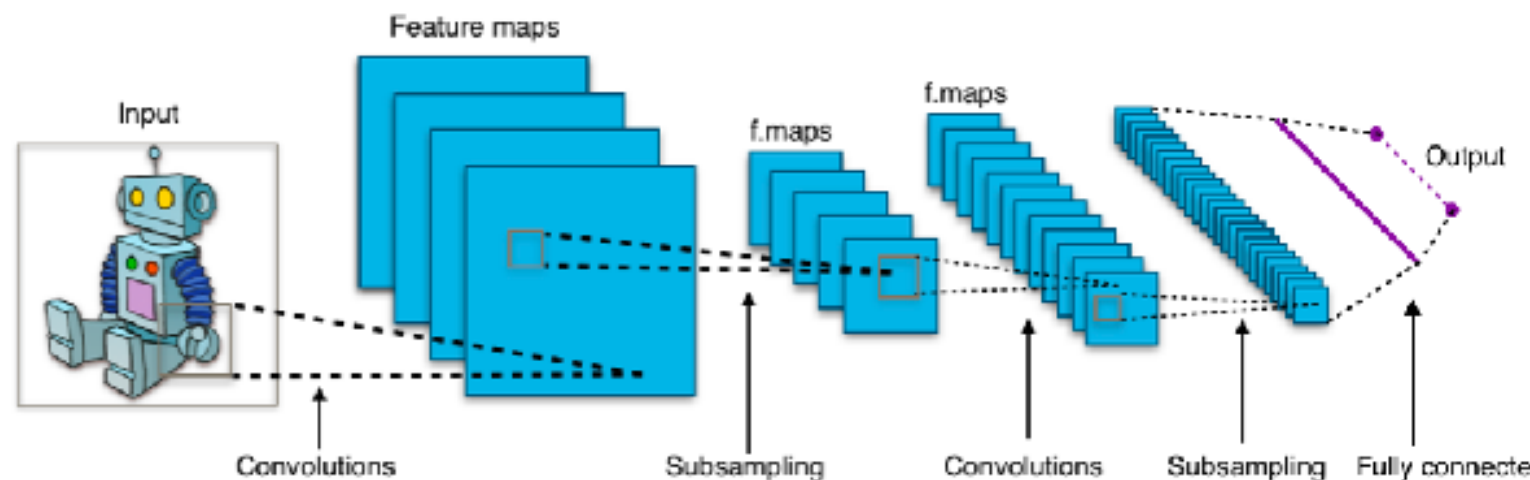 Feature maps
Input
f.maps
f.maps
Output
Convolutions
Subsampling
Convolutions
Subsampling
Fully connecte